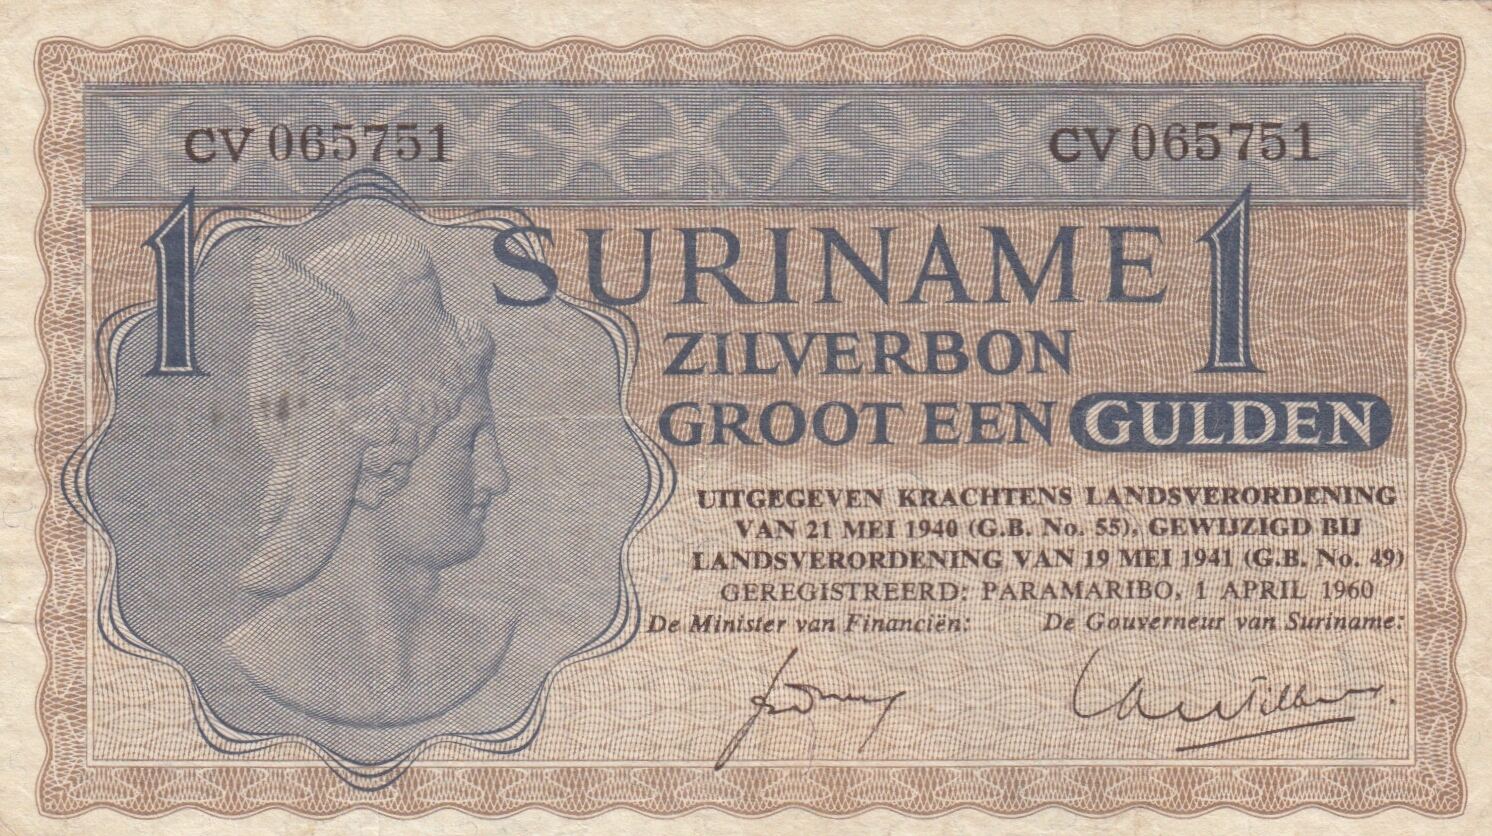 CV 065751 CV 065751
1 SURINAME 1
ZILVERBON
GROOT EEN GULDEN
UITGEGEVEN KRACHTENS LANDSVERORDENING
VAN 21 MEI 1940 (G.B. No. 55), GEWIJZIGD BIJ
LANDSVERORDENING VAN 19 MEI 1941 (G.B. No. 49)
GEREGISTREERD: PARAMARIBO, 1 APRIL 1960
De Minister van Financiën: De Gouverneur van Suriname: